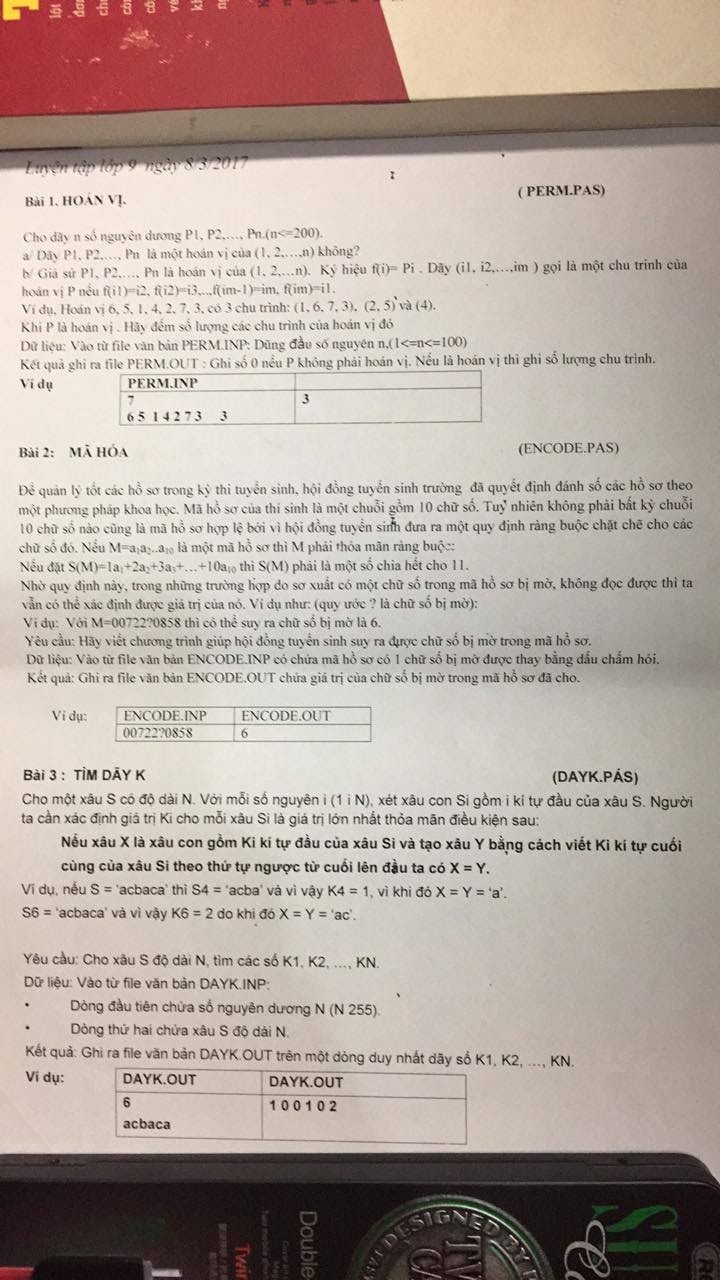 Luyện tập lớp 9 ngày 8/3/2017
Bài 1. HOÁN VỊ. ( PERM.PAS)
Cho dãy n số nguyên dương P1, P2,…, Pn.(n<=200).
a/ Dãy P1, P2,…, Pn là một hoán vị của (1, 2,…,n) không?
b/ Giả sử P1, P2,…, Pn là hoán vị của (1, 2,…n). Ký hiệu f(i)= Pi . Dãy (i1, i2,…,im ) gọi là một chu trình của
hoán vị P nếu f(i1)=i2, f(i2)=i3,..,f(im-1)=im, f(im)=i1.
Ví dụ, Hoán vị 6, 5, 1, 4, 2, 7, 3, có 3 chu trình: (1, 6, 7, 3), (2, 5) và (4).
Khi P là hoán vị . Hãy đếm số lượng các chu trình của hoán vị đó
Dữ liệu: Vào từ file văn bản PERM.INP: Dũng đầu số nguyên n,(1<=n<=100)
Kết quả ghi ra file PERM.OUT : Ghi số 0 nếu P không phải hoán vị. Nếu là hoán vị thì ghi số lượng chu trình.
Ví dụ PERM.INP
7 3
6 5 1 4 2 7 3 3
Bài 2: MÃ HÓA (ENCODE.PAS)
Để quản lý tốt các hồ sơ trong kỳ thi tuyển sinh, hội đồng tuyển sinh trường đã quyết định đánh số các hồ sơ theo
một phương pháp khoa học. Mã hồ sơ của thí sinh là một chuỗi gồm 10 chữ số. Tuy nhiên không phải bất kỳ chuỗi
10 chữ số nào cũng là mã hồ sơ hợp lệ bởi vì hội đồng tuyển sinh đưa ra một quy định ràng buộc chặt chẽ cho các
chữ số đó. Nếu M=a₁a₂..a₁₀ là một mã hồ sơ thì M phải thỏa mãn ràng buộc:
Nếu đặt S(M)=1a₁+2a₂+3a₃+…+10a₁₀ thì S(M) phải là một số chia hết cho 11.
Nhờ quy định này, trong những trường hợp do sơ xuất có một chữ số trong mã hồ sơ bị mờ, không đọc được thì ta
vẫn có thể xác định được giá trị của nó. Ví dụ như: (quy ước ? là chữ số bị mờ):
Ví dụ: Với M=00722?0858 thì có thể suy ra chữ số bị mờ là 6.
Yêu cầu: Hãy viết chương trình giúp hội đồng tuyển sinh suy ra được chữ số bị mờ trong mã hồ sơ.
Dữ liệu: Vào từ file văn bản ENCODE.INP có chứa mã hồ sơ có 1 chữ số bị mờ được thay bằng dấu chấm hỏi.
Kết quả: Ghi ra file văn bản ENCODE.OUT chứa giá trị của chữ số bị mờ trong mã hồ sơ đã cho.
Ví dụ: ENCODE.INP ENCODE.OUT
00722?0858 6
Bài 3 : TÌM DÃY K (DAYK.PÁS)
Cho một xâu S có độ dài N. Với mỗi số nguyên i (1 i N), xét xâu con Si gồm i kí tự đầu của xâu S. Người
ta cần xác định giá trị Ki cho mỗi xâu Si là giá trị lớn nhất thỏa mãn điều kiện sau:
Nếu xâu X là xâu con gồm Ki kí tự đầu của xâu Si và tạo xâu Y bằng cách viết Ki kí tự cuối
cùng của xâu Si theo thứ tự ngược từ cuối lên đầu ta có X = Y.
Ví dụ, nếu S = 'acbaca' thì S4 = 'acba' và vì vậy K4 = 1, vì khi đó X = Y = 'a'.
S6 = 'acbaca' và vì vậy K6 = 2 do khi đó X = Y = 'ac'.
Yêu cầu: Cho xâu S độ dài N, tìm các số K1, K2, …, KN.
Dữ liệu: Vào từ file văn bản DAYK.INP:
• Dòng đầu tiên chứa số nguyên dương N (N 255).
• Dòng thứ hai chứa xâu S độ dài N.
Kết quả: Ghi ra file văn bản DAYK.OUT trên một dòng duy nhất dãy số K1, K2, …, KN.
Ví dụ: DAYK.OUT DAYK.OUT
6 1 0 0 1 0 2
acbaca
Double
DESIGNED